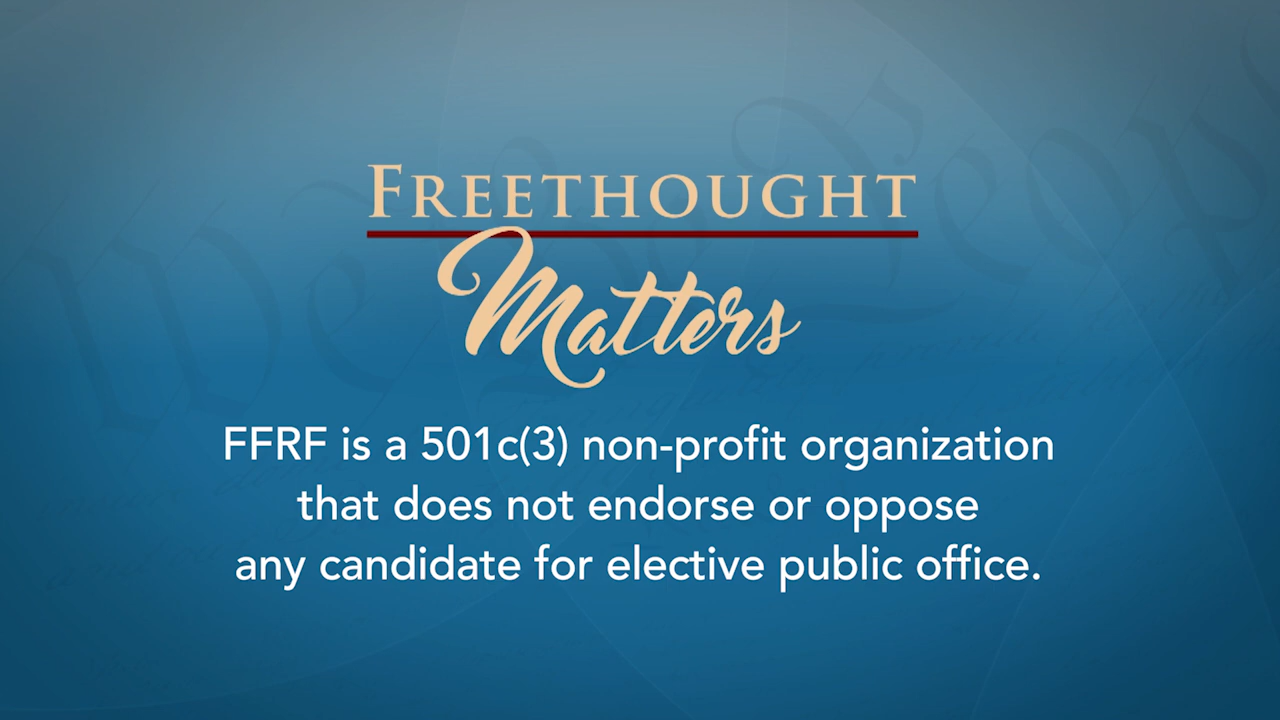 FREETHOUGHT
Matters
FFRF is a 501c(3) non-profit organization
that does not endorse or oppose
any candidate for elective public office.